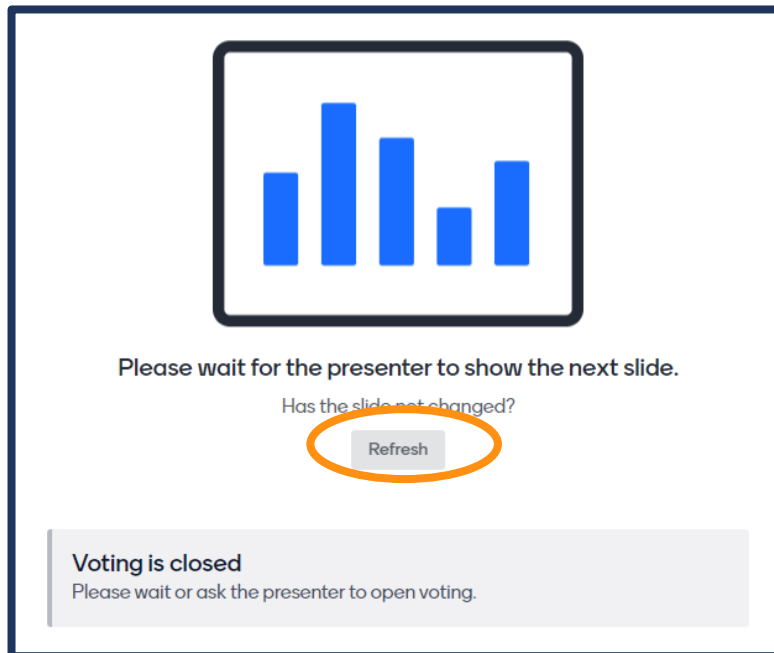 Please wait for the presenter to show the next slide.
Has the slide not changed?
Refresh
Voting is closed
Please wait or ask the presenter to open voting.